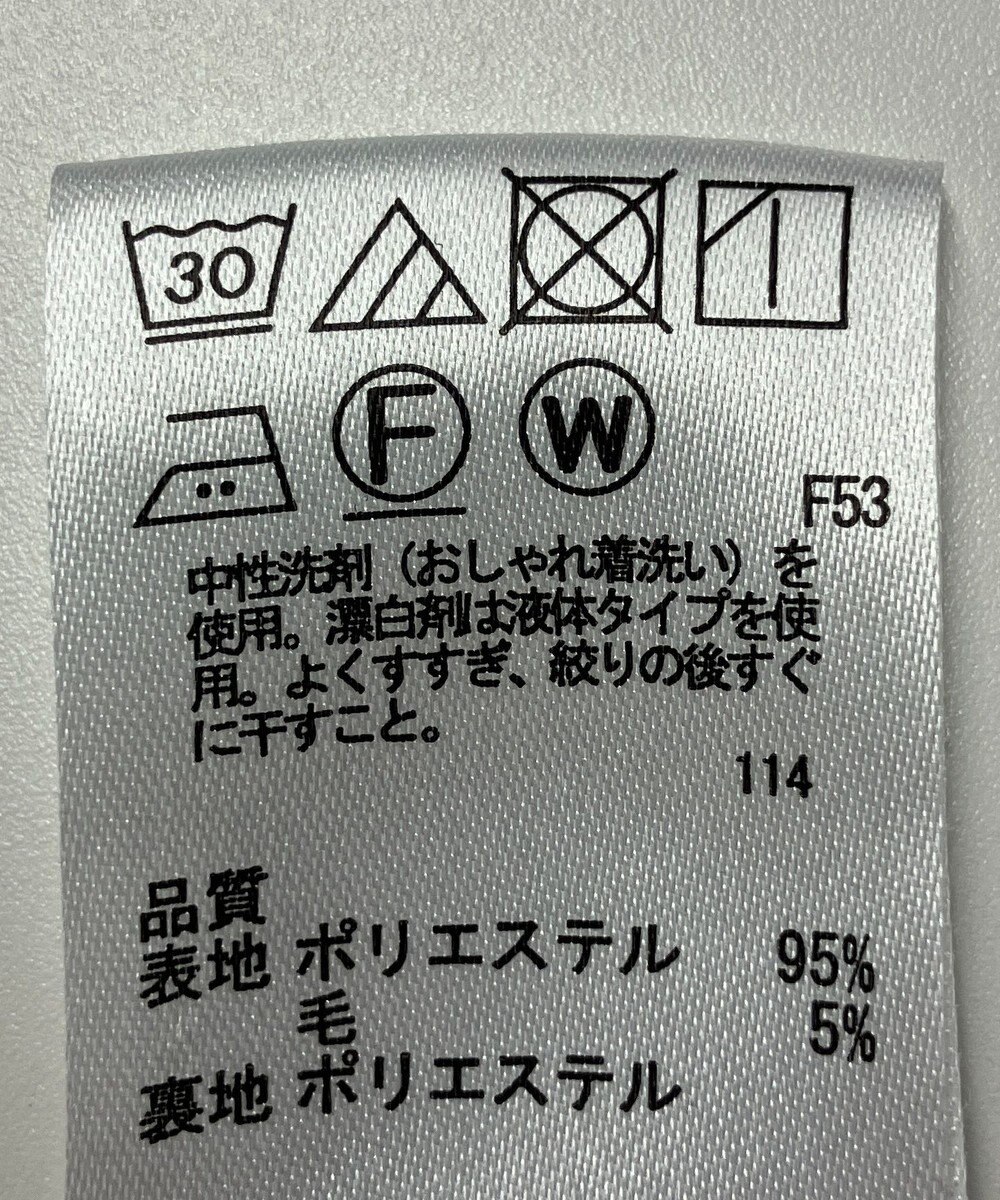 30
F W
F53
中性洗剤（おしゃれ着洗い）を
使用。漂白剤は液体タイプを使
用。よくすすぎ、絞りの後すぐ
に干すこと。
114
品質
表地 ポリエステル 95%
毛 5%
裏地 ポリエステル